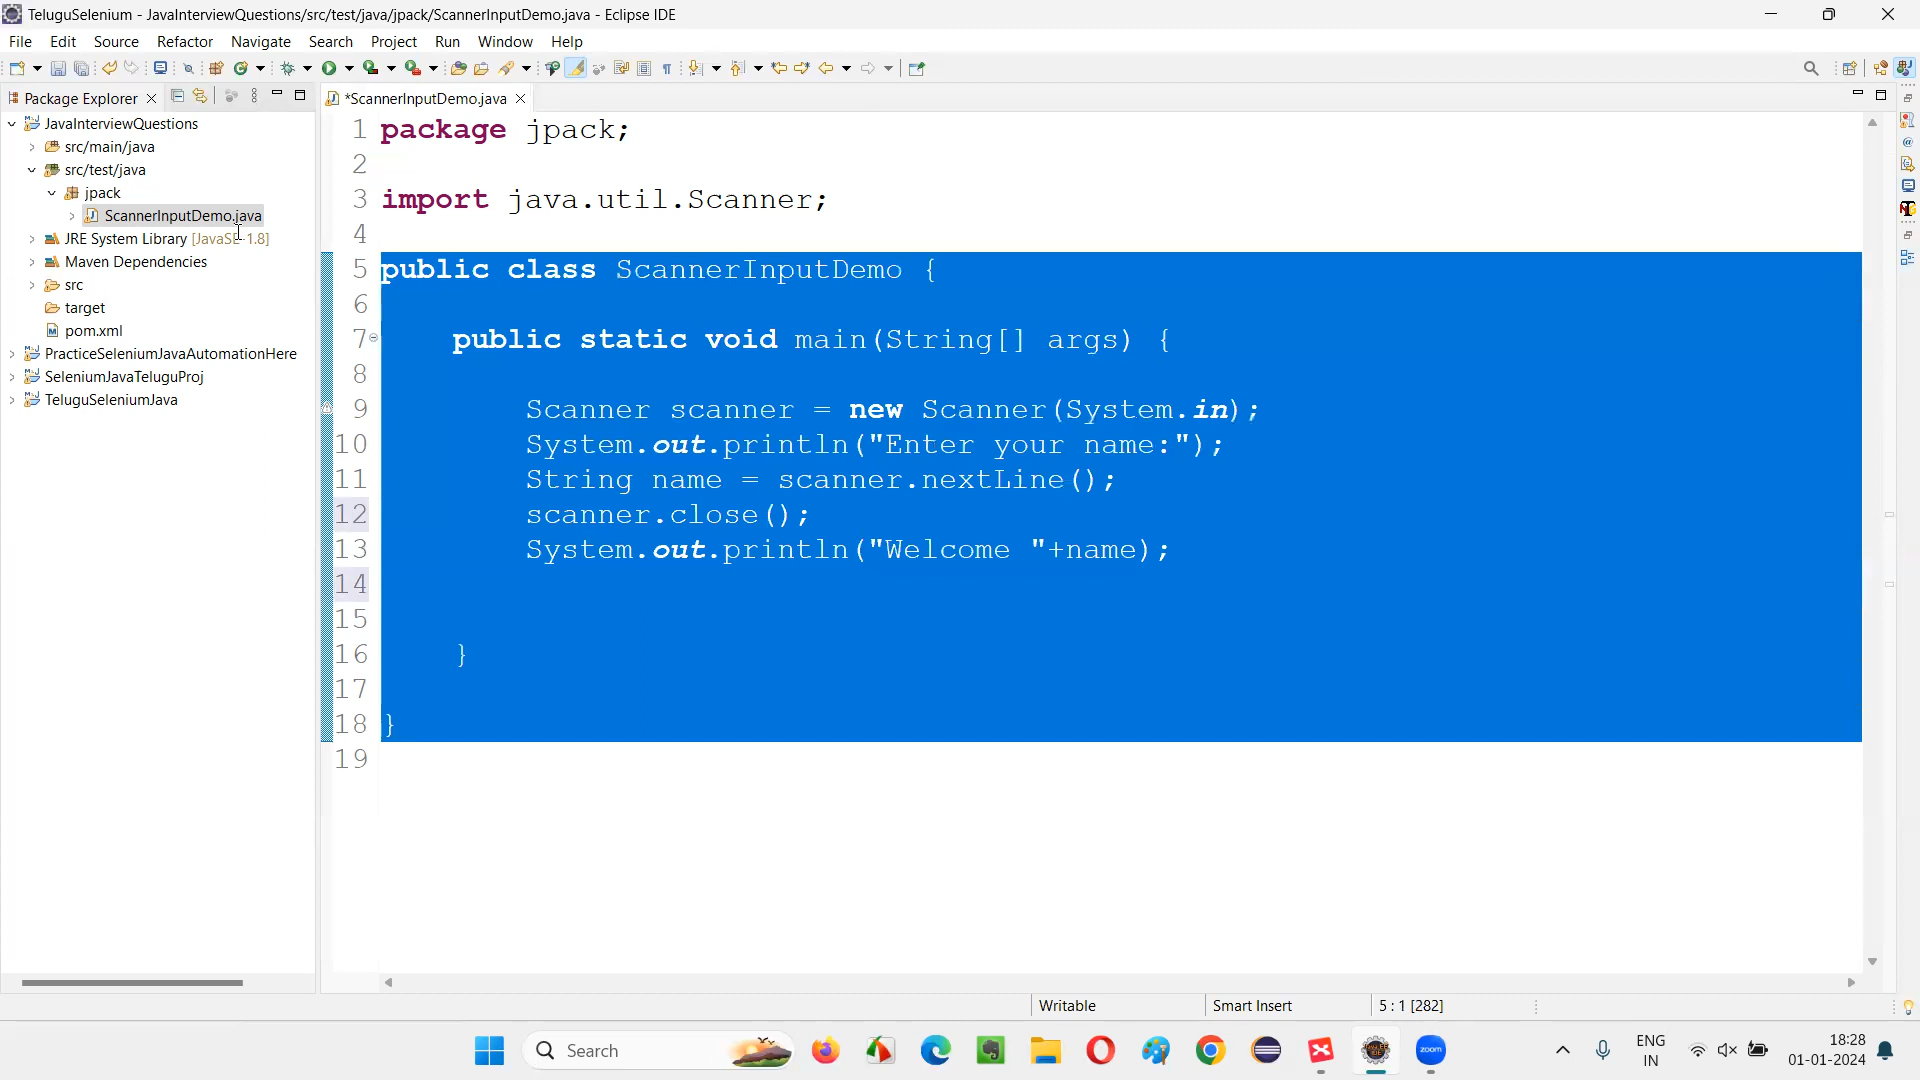 TeluguSelenium - JavaInterviewQuestions/src/test/java/jpack/ScannerInputDemo.java - Eclipse IDE
File Edit Source Refactor Navigate Search Project Run Window Help
Package Explorer
*ScannerInputDemo.java
JavaInterviewQuestions
src/main/java
src/test/java
jpack
ScannerInputDemo.java
JRE System Library [JavaSE-1.8]
Maven Dependencies
src
target
pom.xml
PracticeSeleniumJavaAutomationHere
SeleniumJavaTeluguProj
TeluguSeleniumJava
1 package jpack;
2
3 import java.util.Scanner;
4
5 public class ScannerInputDemo {
6
7 public static void main(String[] args) {
8
9 Scanner scanner = new Scanner(System.in);
10 System.out.println("Enter your name:");
11 String name = scanner.nextLine();
12 scanner.close();
13 System.out.println("Welcome "+name);
14
15
16 }
17
18 }
19
Writable Smart Insert 5 : 1 [282]
Search
zoom
ENG
IN
18:28
01-01-2024